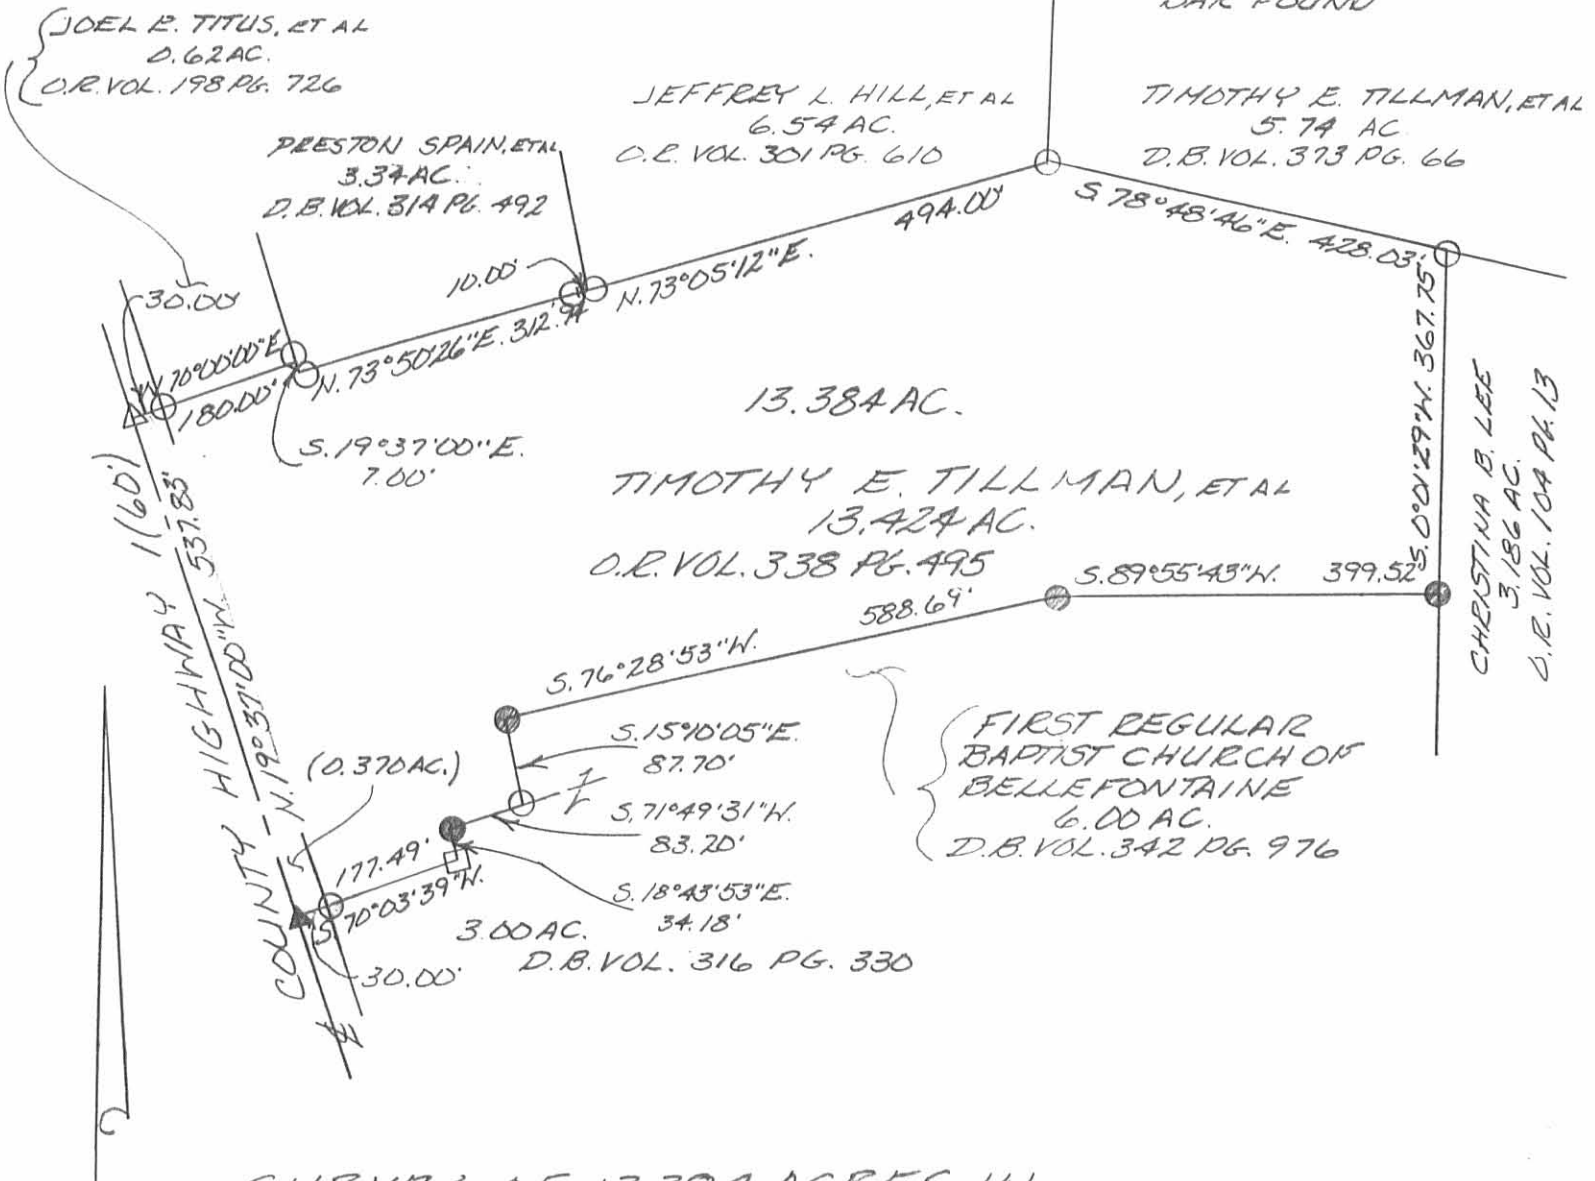 BAR FOUND
JOEL E. TITUS, ET AL
0.62 AC.
O.R. VOL. 198 PG. 726
JEFFREY L. HILL, ET AL
6.54 AC.
O.R. VOL. 301 PG. 610
TIMOTHY E. TILLMAN, ET AL
5.74 AC
D.B. VOL. 373 PG. 66
PRESTON SPAIN, ET AL
3.34 AC.
D.B. VOL. 314 PG. 492
494.00'
S. 78°48'46"E. 428.03'
10.00'
N. 73°05'12"E.
30.00'
N. 70°00'00"E
180.00'
N. 73°50'26"E. 312.94'
S. 19°37'00"E.
7.00'
13.384 AC.
S. 0°01'29"W. 367.75'
CHRISTINA B. LEE
3.186 AC.
O.R. VOL. 104 PG. 13
TIMOTHY E. TILLMAN, ET AL
13.424 AC.
O.R. VOL. 338 PG. 495
COUNTY HIGHWAY 1 (60')
N. 19°37'00"W. 537.83'
S. 89°55'43"W. 399.52'
588.69'
S. 76°28'53"W.
S. 15°10'05"E.
87.70'
(0.370 AC.)
S. 71°49'31"W.
83.20'
FIRST REGULAR
BAPTIST CHURCH OF
BELLEFONTAINE
6.00 AC.
D.B. VOL. 342 PG. 976
177.49'
S. 70°03'39"W.
S. 18°43'53"E.
34.18'
3.00 AC.
D.B. VOL. 316 PG. 330
30.00'
SURVEY OF 13.384 ACRES IN